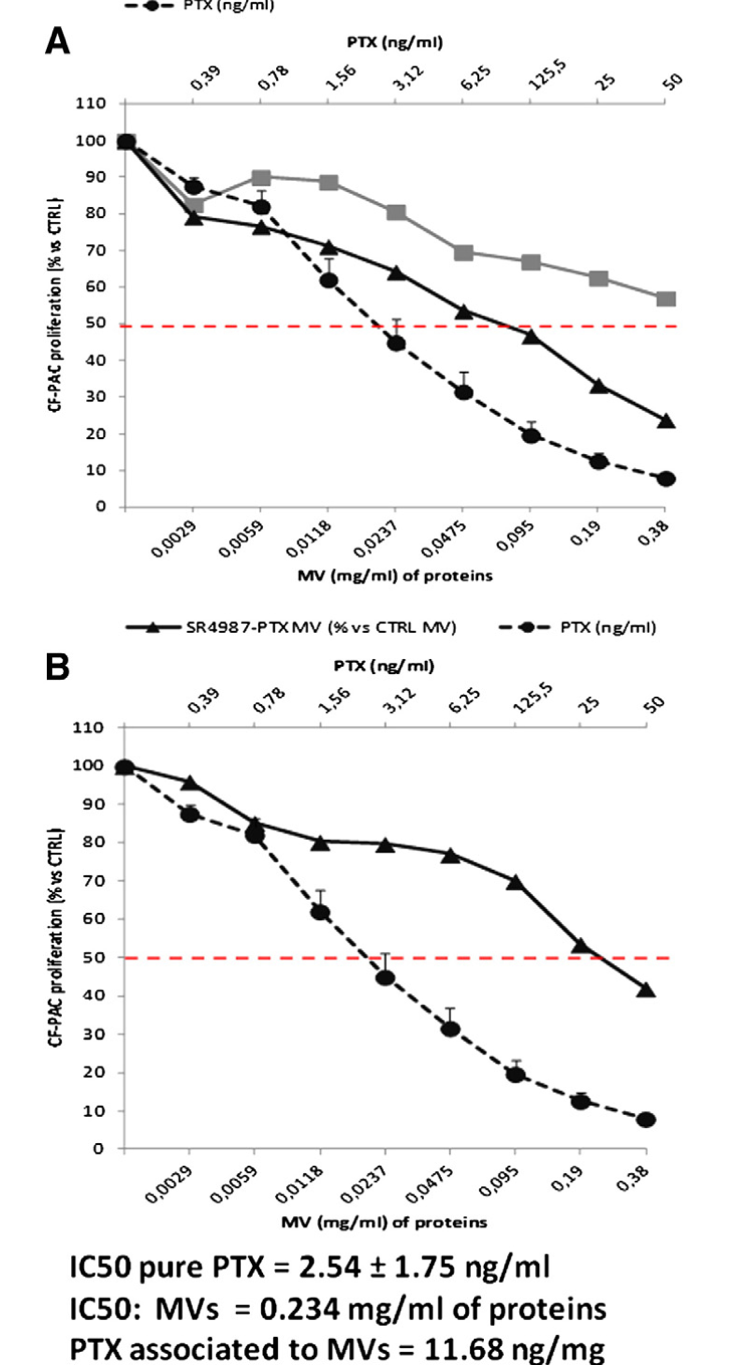 PTX (ng/ml)
A
PTX (ng/ml)
0,39 0,78 1,56 3,12 6,25 125,5 25 50
110
100
90
80
70
60
50
40
30
20
10
0
CF-PAC proliferation (% vs CTRL)
0,0029 0,0059 0,0118 0,0237 0,0475 0,095 0,19 0,38
MV (mg/ml) of proteins
SR4987-PTX MV (% vs CTRL MV) PTX (ng/ml)
B
PTX (ng/ml)
0,39 0,78 1,56 3,12 6,25 125,5 25 50
110
100
90
80
70
60
50
40
30
20
10
0
CF-PAC proliferation (% vs CTRL)
0,0029 0,0059 0,0118 0,0237 0,0475 0,095 0,19 0,38
MV (mg/ml) of proteins
IC50 pure PTX = 2.54 ± 1.75 ng/ml
IC50: MVs = 0.234 mg/ml of proteins
PTX associated to MVs = 11.68 ng/mg